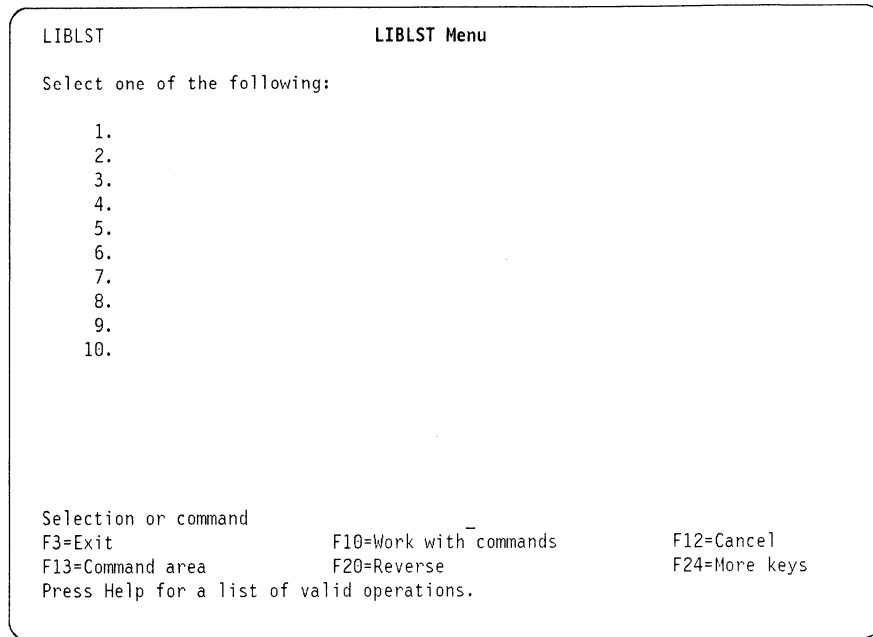 LIBLST LIBLST Menu
Select one of the following:
1.
2.
3.
4.
5.
6.
7.
8.
9.
10.
Selection or command
F3=Exit F10=Work with commands F12=Cancel
F13=Command area F20=Reverse F24=More keys
Press Help for a list of valid operations.